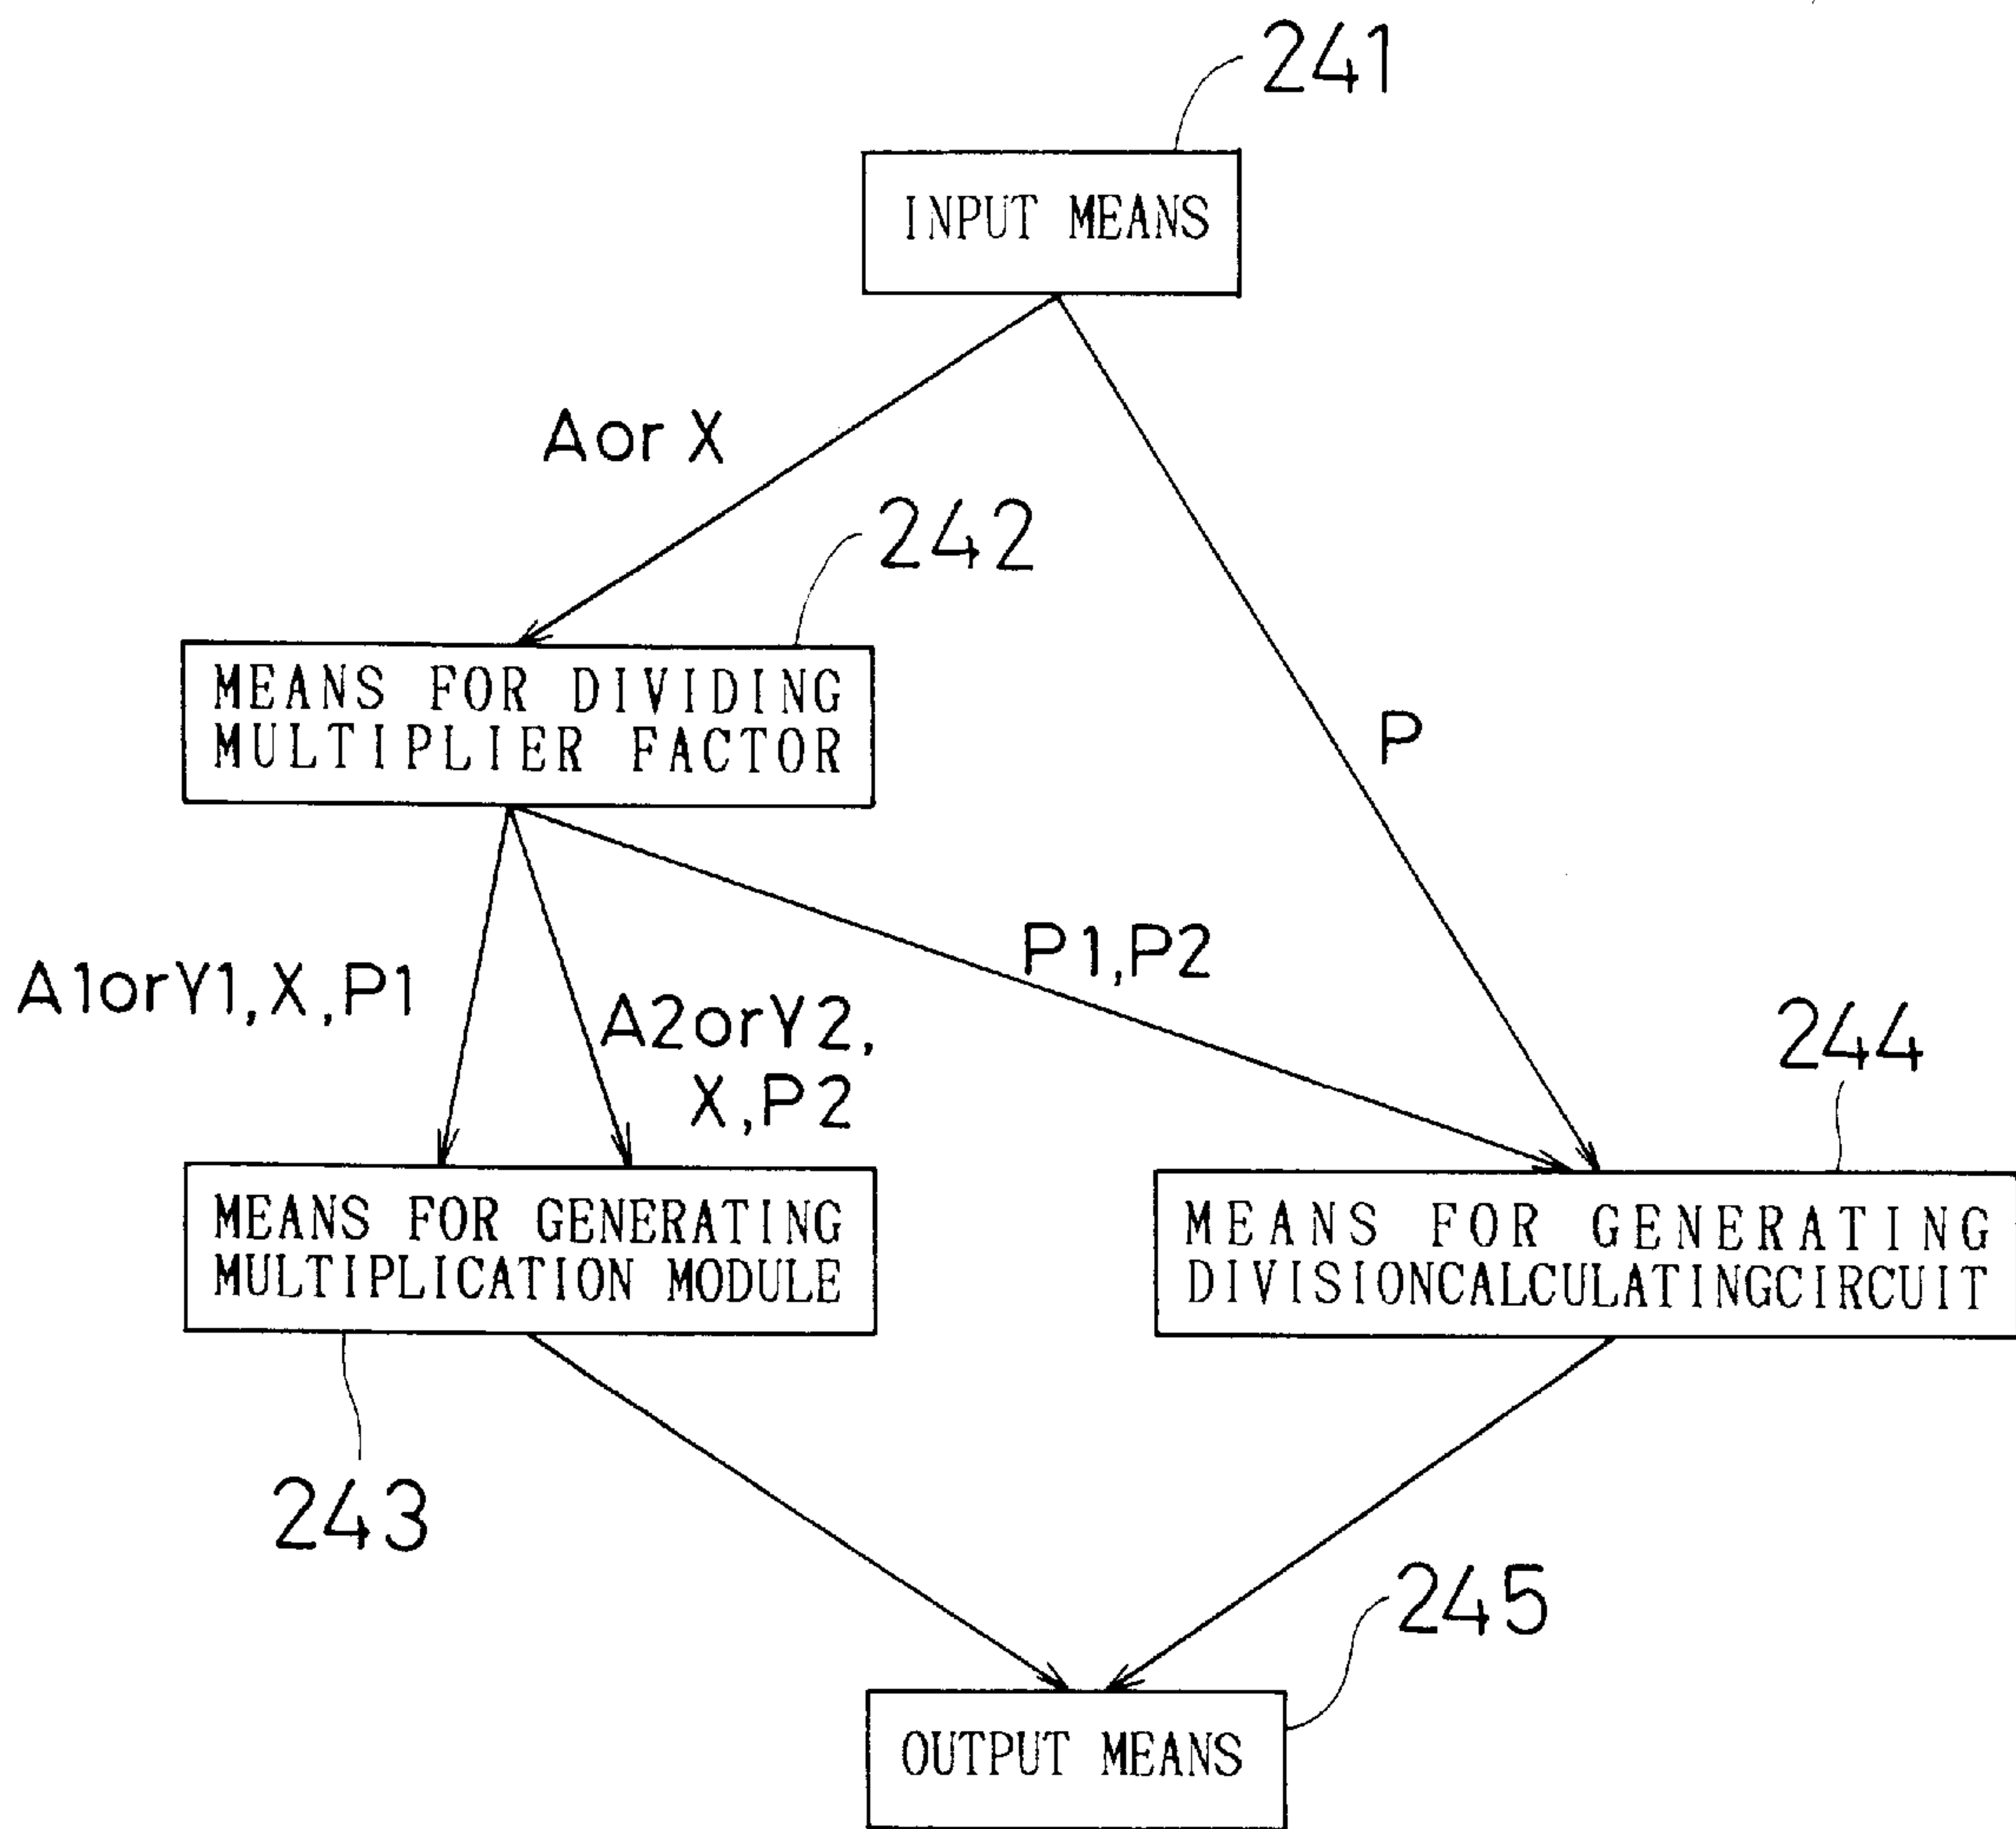 241
INPUT MEANS
A or X
242
MEANS FOR DIVIDING
MULTIPLIER FACTOR
P
P1,P2
A1orY1,X,P1
A2orY2,
X,P2
244
MEANS FOR GENERATING
MULTIPLICATION MODULE
MEANS FOR GENERATING
DIVISIONCALCULATINGCIRCUIT
243
245
OUTPUT MEANS